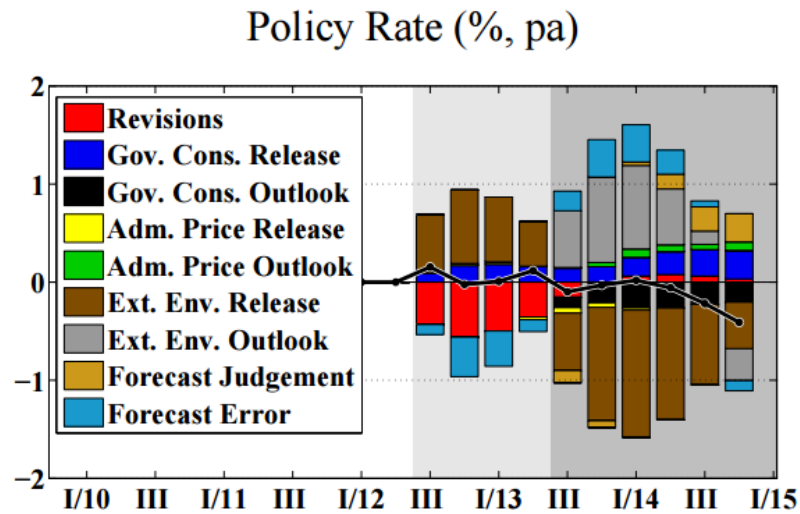 Policy Rate (%, pa)
2
1
0
−1
−2
Revisions
Gov. Cons. Release
Gov. Cons. Outlook
Adm. Price Release
Adm. Price Outlook
Ext. Env. Release
Ext. Env. Outlook
Forecast Judgement
Forecast Error
I/10 III I/11 III I/12 III I/13 III I/14 III I/15